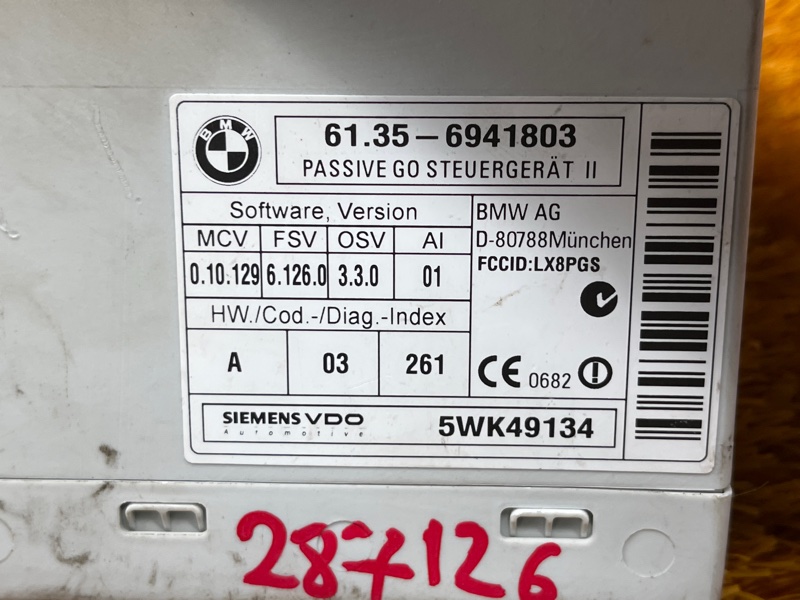 BMW
61.35-6941803
PASSIVE GO STEUERGERÄT II
Software, Version
MCV FSV OSV AI
0.10.129 6.126.0 3.3.0 01
HW./Cod.-/Diag.-Index
A 03 261
BMW AG
D-80788München
FCCID:LX8PGS
CE 0682
SIEMENS VDO
Automotive
5WK49134
287126